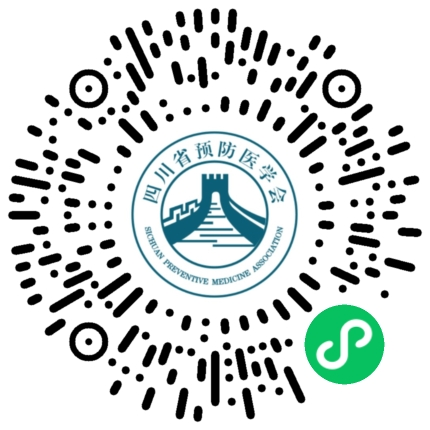 四川省预防医学会
SICHUAN PREVENTIVE MEDICINE ASSOCIATION